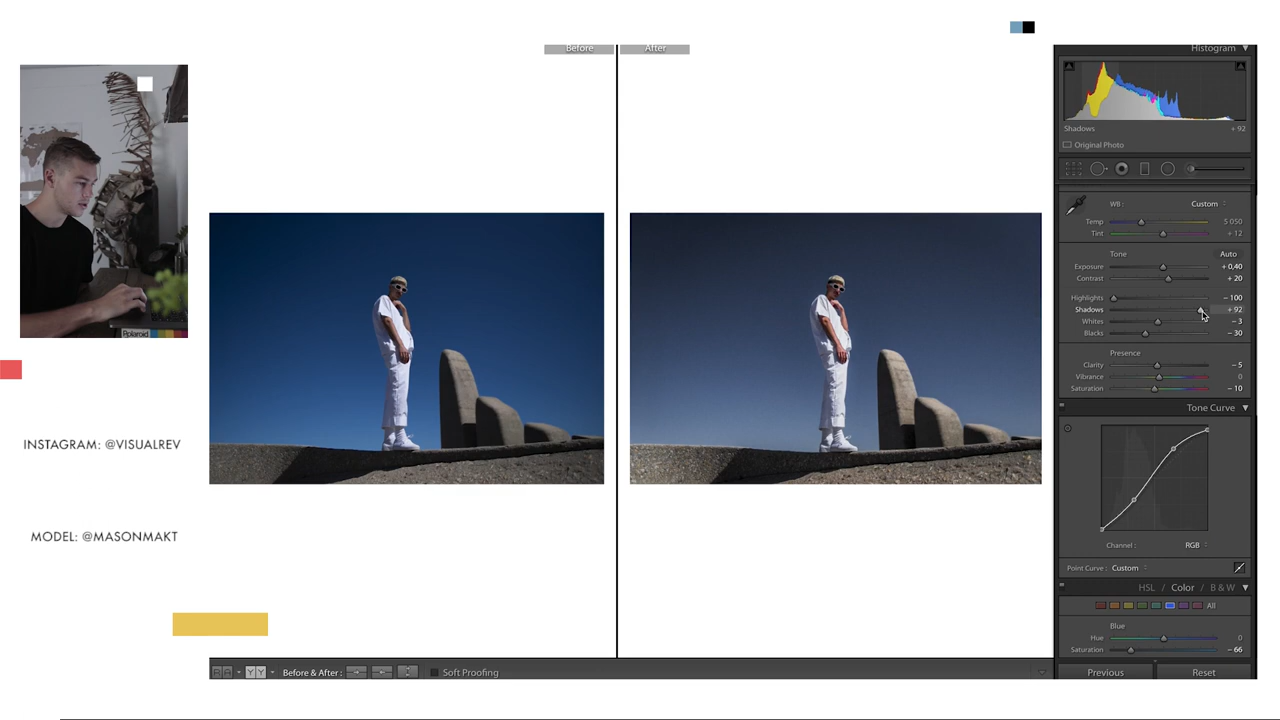 Before
After
Histogram
Shadows + 92
Original Photo
WB : Custom
Temp 5 050
Tint + 12
Tone Auto
Exposure + 0,40
Contrast + 20
Highlights − 100
Shadows + 92
Whites − 3
Blacks − 30
Presence
Clarity − 5
Vibrance 0
Saturation − 10
Tone Curve
Channel : RGB
Point Curve : Custom
HSL / Color / B & W
All
Blue
Hue 0
Saturation − 66
Previous Reset
Polaroid
INSTAGRAM: @VISUALREV
MODEL: @MASONMAKT
R A Y Y Before & After : Soft Proofing